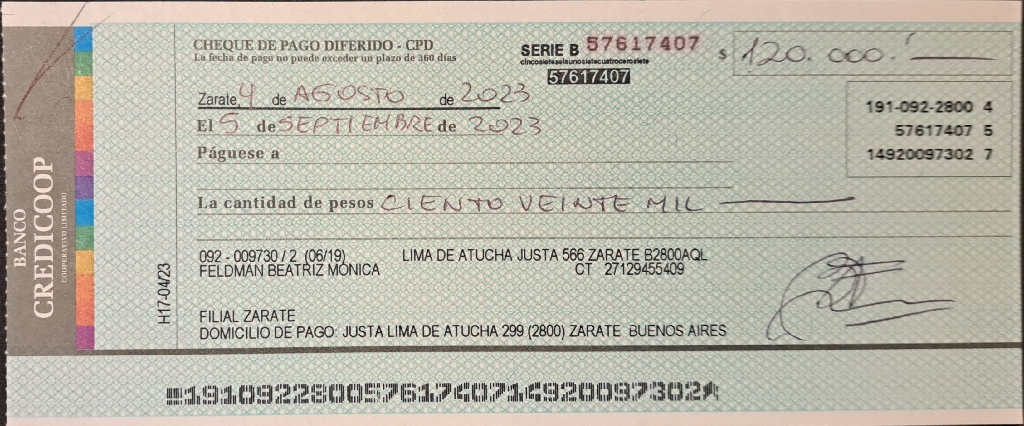 BANCO
CREDICOOP
COOPERATIVO LIMITADO
CHEQUE DE PAGO DIFERIDO - CPD
La fecha de pago no puede exceder un plazo de 360 días
SERIE B 57617407
cincosieteseisunosietecuatrocerosiete
57617407
$ 120.000.-
Zarate, 4 de AGOSTO de 2023
El 5 de SEPTIEMBRE de 2023
Páguese a
191-092-2800 4
57617407 5
14920097302 7
La cantidad de pesos CIENTO VEINTE MIL
092 - 009730 / 2 (06/19) LIMA DE ATUCHA JUSTA 566 ZARATE B2800AQL
FELDMAN BEATRIZ MÓNICA CT 27129455409
H17-04/23
FILIAL ZARATE
DOMICILIO DE PAGO: JUSTA LIMA DE ATUCHA 299 (2800) ZARATE BUENOS AIRES
19109228005761740714920097302